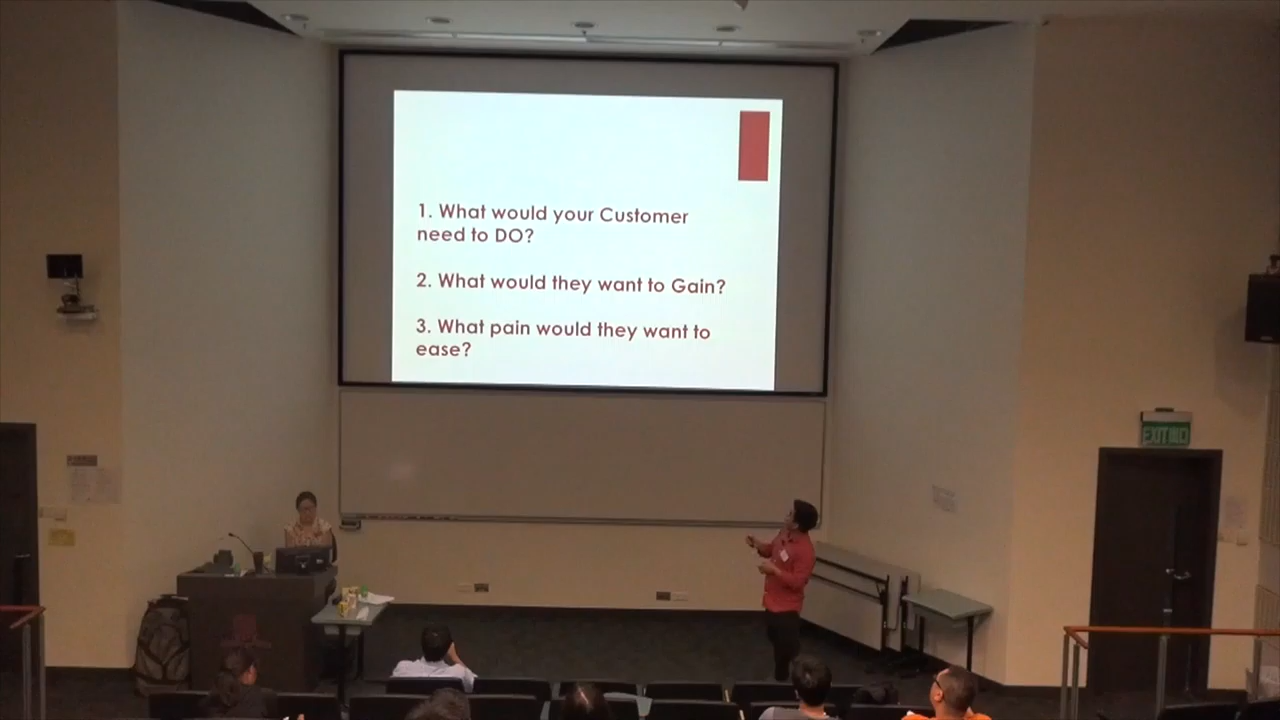 1. What would your Customer
need to DO?
2. What would they want to Gain?
3. What pain would they want to
ease?
EXIT